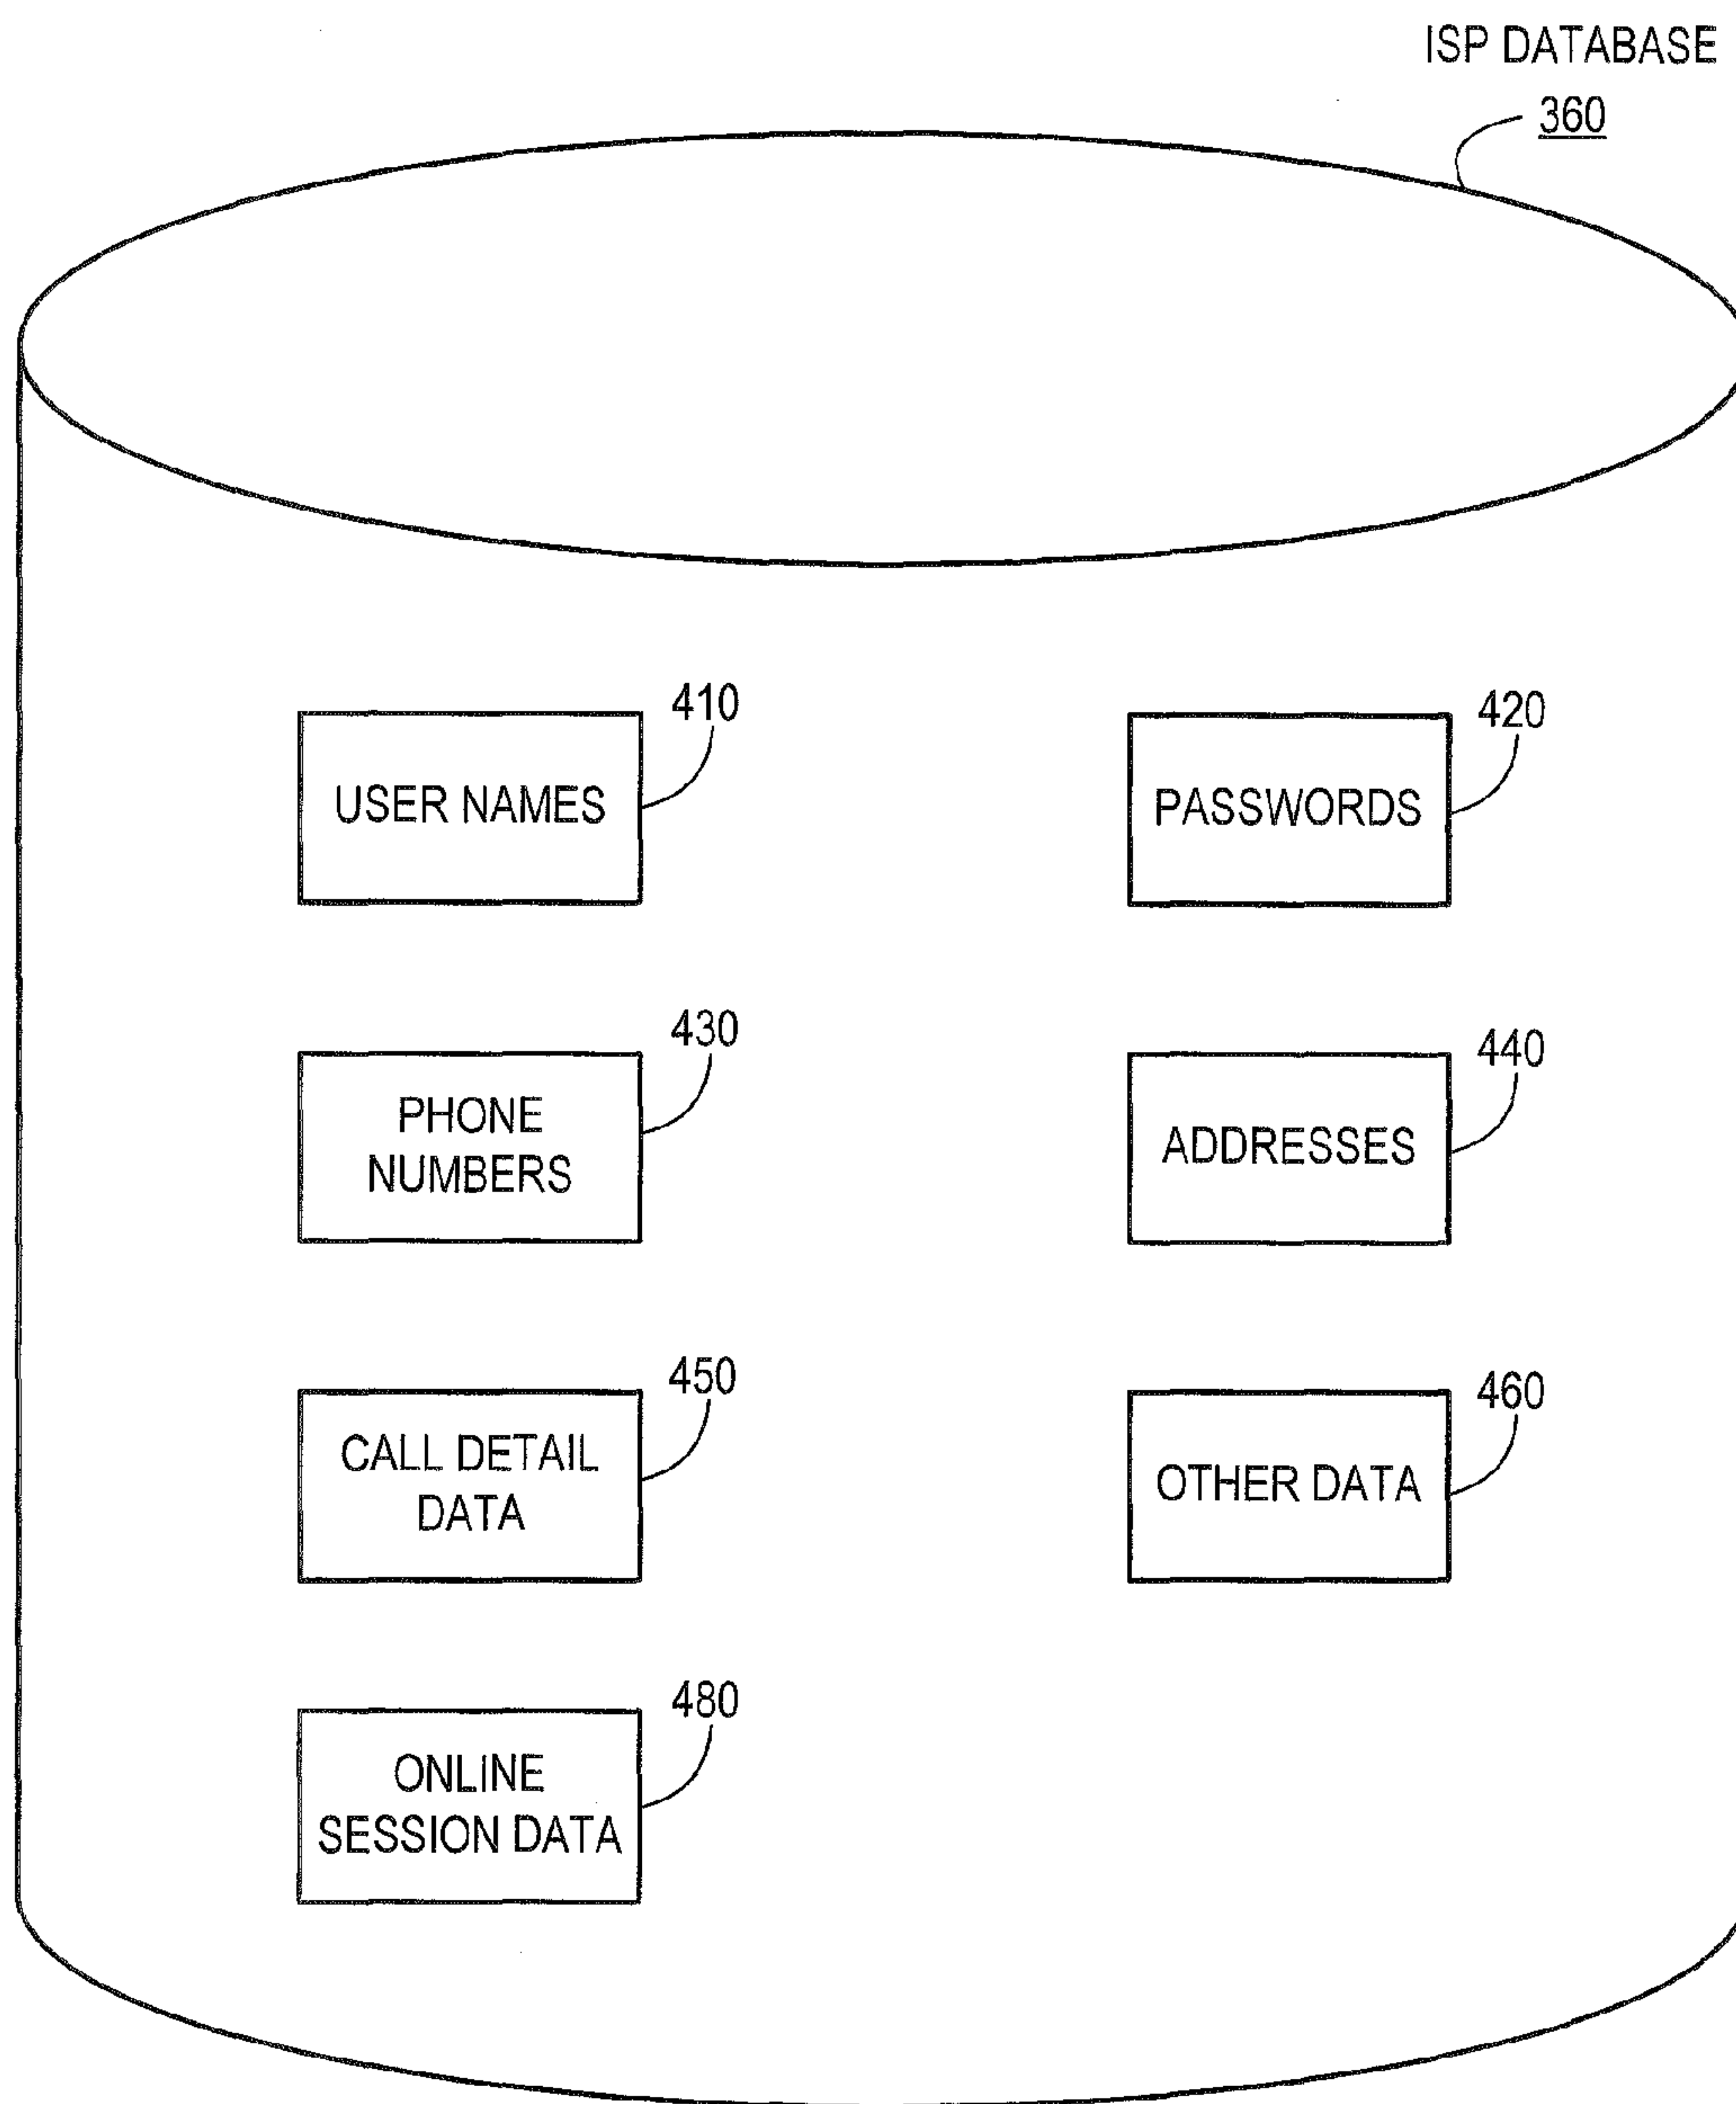 ISP DATABASE
360
410
USER NAMES
420
PASSWORDS
430
PHONE
NUMBERS
440
ADDRESSES
450
CALL DETAIL
DATA
460
OTHER DATA
480
ONLINE
SESSION DATA